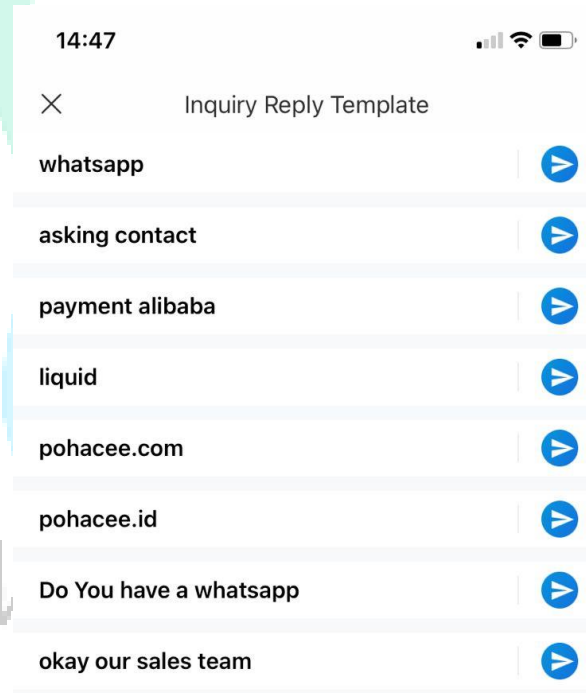 14:47
Inquiry Reply Template
whatsapp
asking contact
payment alibaba
liquid
pohacee.com
pohacee.id
Do You have a whatsapp
okay our sales team